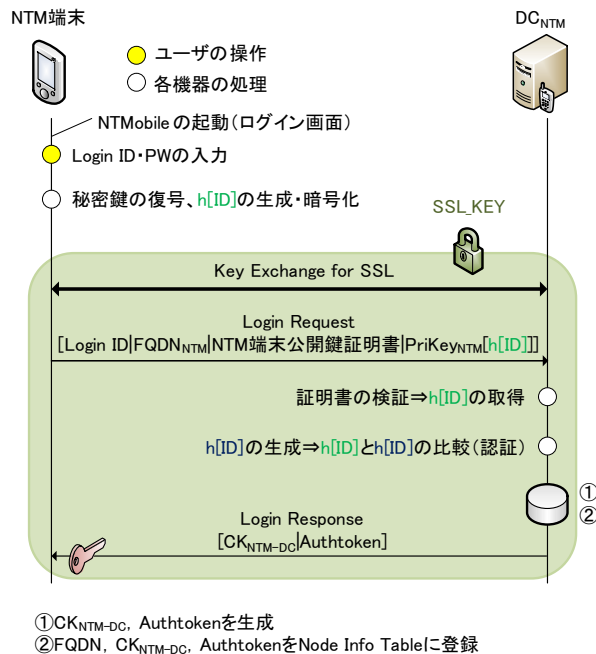 NTM端末
DCNTM
ユーザの操作
各機器の処理
NTMobileの起動(ログイン画面)
Login ID・PWの入力
秘密鍵の復号、h[ID]の生成・暗号化
SSL_KEY
Key Exchange for SSL
Login Request
[Login ID|FQDNNTM|NTM端末公開鍵証明書|PriKeyNTM[h[ID]]]
証明書の検証⇒h[ID]の取得
h[ID]の生成⇒h[ID]とh[ID]の比較(認証)
①
②
Login Response
[CKNTM-DC|Authtoken]
①CKNTM-DC, Authtokenを生成
②FQDN, CKNTM-DC, AuthtokenをNode Info Tableに登録